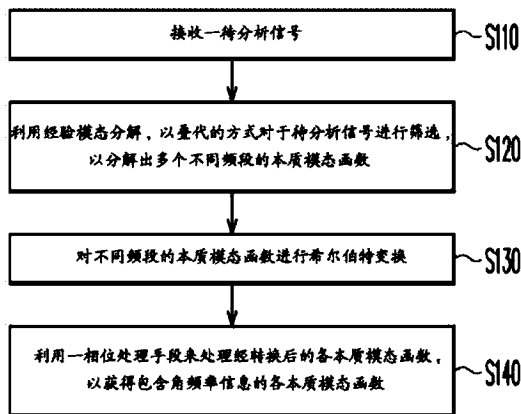 接收一待分析信号
S110
利用经验模态分解，以叠代的方式对于待分析信号进行筛选，
以分解出多个不同频段的本质模态函数
S120
对不同频段的本质模态函数进行希尔伯特变换
S130
利用一相位处理手段来处理经转换后的各本质模态函数，
以获得包含角频率信息的各本质模态函数
S140